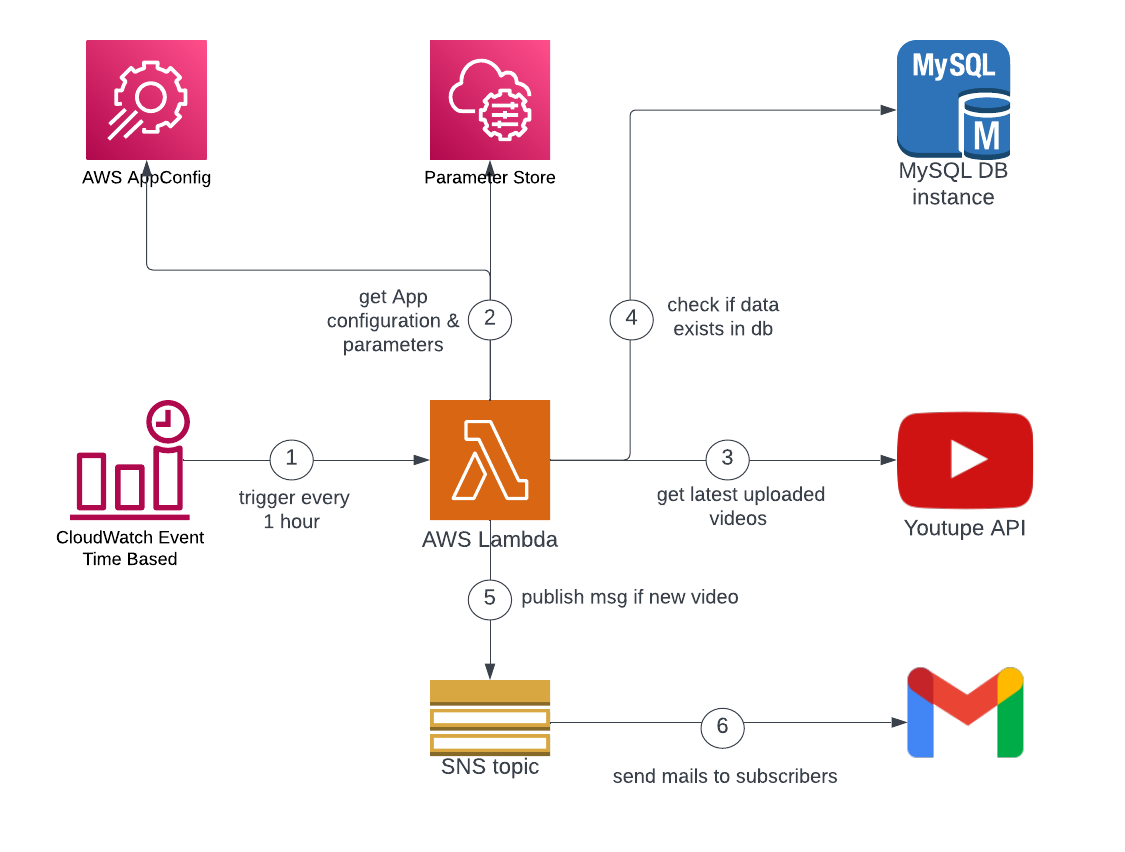 MySQL
M
AWS AppConfig
Parameter Store
MySQL DB
instance
get App
configuration &
parameters
2
4
check if data
exists in db
1
trigger every
1 hour
3
get latest uploaded
videos
CloudWatch Event
Time Based
AWS Lambda
Youtupe API
5
publish msg if new video
SNS topic
6
send mails to subscribers